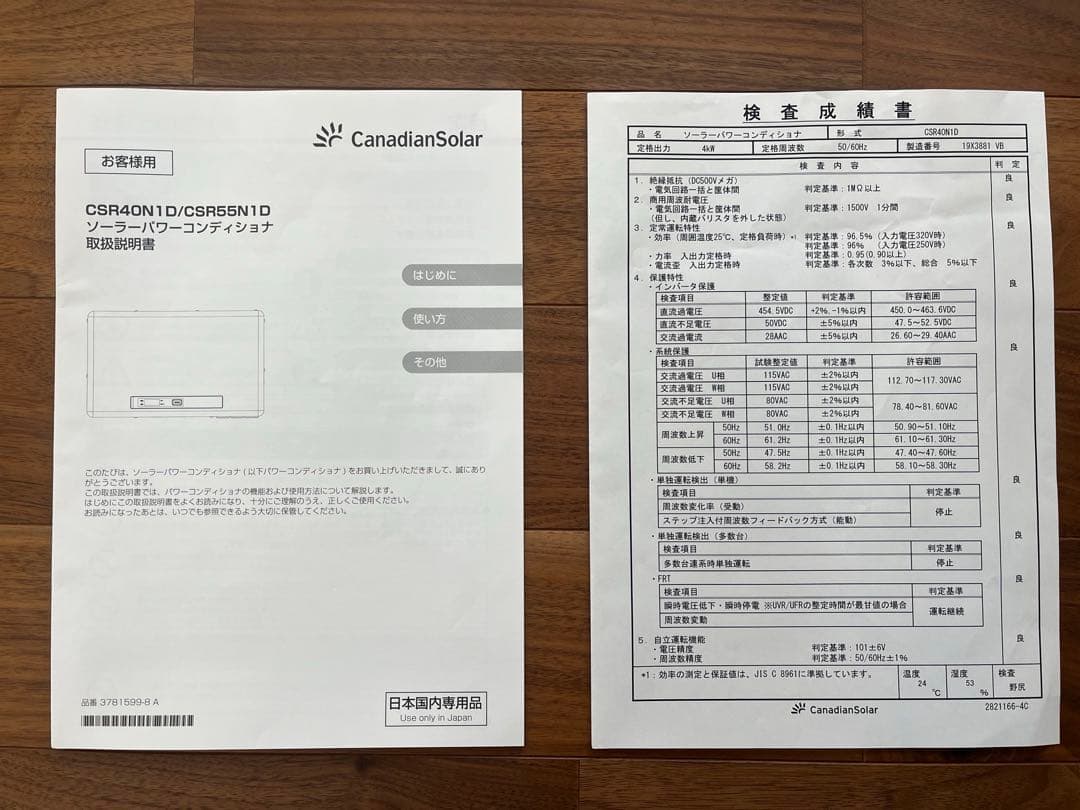 CanadianSolar
お客様用
CSR40N1D/CSR55N1D
ソーラーパワーコンディショナ
取扱説明書
はじめに
使い方
その他
このたびは、ソーラーパワーコンディショナ(以下パワーコンディショナ)をお買い上げいただきまして、誠にあり
がとうございます。
この取扱説明書では、パワーコンディショナの機能および使用方法について解説します。
はじめにこの取扱説明書をよくお読みになり、十分にご理解のうえ、正しくご使用ください。
お読みになったあとは、いつでも参照できるよう大切に保管してください。
品番 3781599-8 A
日本国内専用品
Use only in Japan
検査成績書
品名 ソーラーパワーコンディショナ 形式 CSR40N1D
定格出力 4kW 定格周波数 50/60Hz 製造番号 19X3881 VB
検査内容 判定
1. 絶縁抵抗(DC500Vメガ) 良
・電気回路一括と筐体間 判定基準:1MΩ以上
2. 商用周波耐電圧 良
・電気回路一括と筐体間 判定基準:1500V 1分間
(但し、内蔵バリスタを外した状態)
3. 定常運転特性 良
・効率(周囲温度25℃、定格負荷時)*1 判定基準:96.5%(入力電圧320V時)
判定基準:96%(入力電圧250V時)
・力率 入出力定格時 判定基準:0.95(0.90以上)
・電流歪 入出力定格時 判定基準:各次数 3%以下、総合 5%以下
4. 保護特性 良
・インバータ保護
検査項目 整定値 判定基準 許容範囲
直流過電圧 454.5VDC +2%,-1%以内 450.0~463.6VDC
直流不足電圧 50VDC ±5%以内 47.5~52.5VDC
交流過電流 28AAC ±5%以内 26.60~29.40AAC
・系統保護 良
検査項目 試験整定値 判定基準 許容範囲
交流過電圧 U相 115VAC ±2%以内 112.70~117.30VAC
交流過電圧 W相 115VAC ±2%以内
交流不足電圧 U相 80VAC ±2%以内 78.40~81.60VAC
交流不足電圧 W相 80VAC ±2%以内
周波数上昇 50Hz 51.0Hz ±0.1Hz以内 50.90~51.10Hz
60Hz 61.2Hz ±0.1Hz以内 61.10~61.30Hz
周波数低下 50Hz 47.5Hz ±0.1Hz以内 47.40~47.60Hz
60Hz 58.2Hz ±0.1Hz以内 58.10~58.30Hz
・単独運転検出(単機) 良
検査項目 判定基準
周波数変化率(受動) 停止
ステップ注入付周波数フィードバック方式(能動)
・単独運転検出(多数台) 良
検査項目 判定基準
多数台連系時単独運転 停止
・FRT 良
検査項目 判定基準
瞬時電圧低下・瞬時停電 ※UVR/UFRの整定時間が最甘値の場合 運転継続
周波数変動
5. 自立運転機能 良
・電圧精度 判定基準:101±6V
・周波数精度 判定基準:50/60Hz±1%
*1:効率の測定と保証値は、JIS C 8961に準拠しています。 温度 24 ℃ 湿度 53 % 検査 野尻
CanadianSolar
2821166-4C